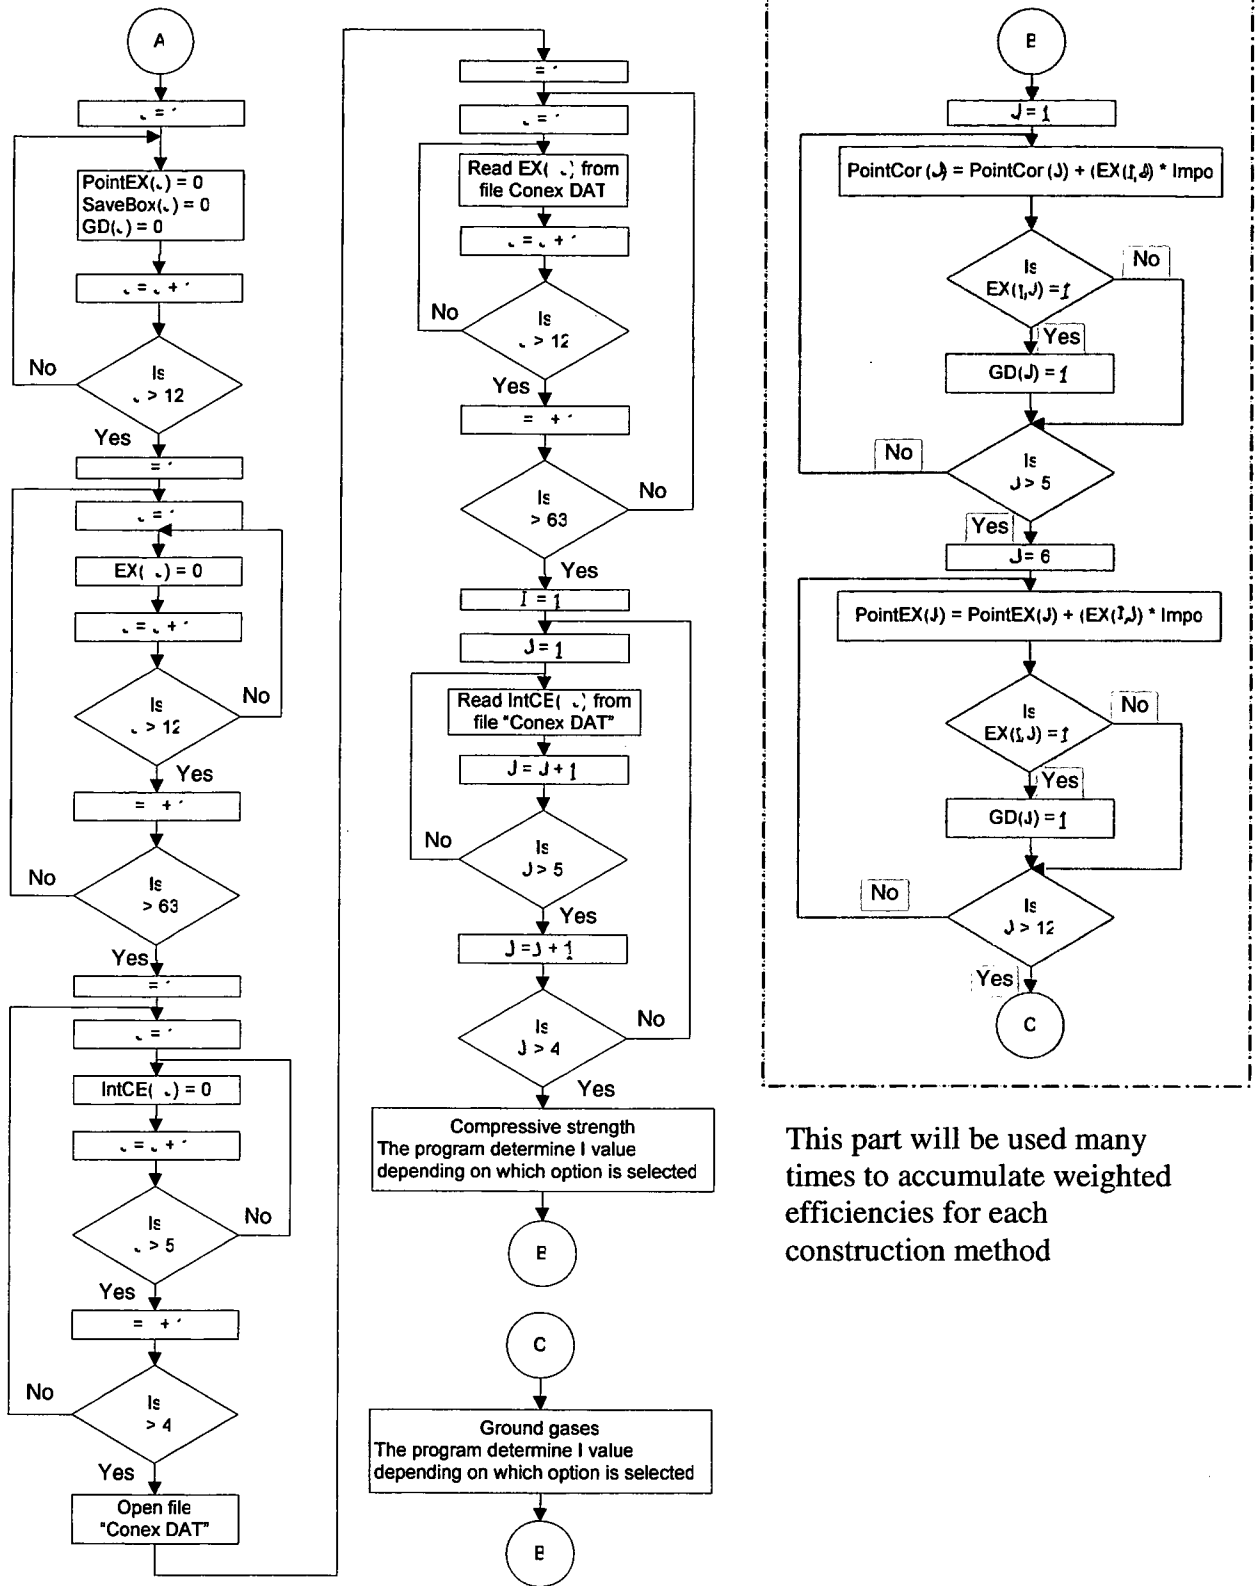 A
PointEX( ) = 0
SaveBox( ) = 0
GD( ) = 0
Is
> 12
No
Yes
EX( ) = 0
Is
> 12
No
Yes
Is
> 63
No
Yes
IntCE( ) = 0
Is
> 5
No
Yes
Is
> 4
No
Yes
Open file
"Conex DAT"
Read EX( ) from
file Conex DAT
Is
> 12
No
Yes
Is
> 63
No
Yes
I = 1
J = 1
Read IntCE( ) from
file "Conex DAT"
J = J + 1
Is
J > 5
No
Yes
J = J + 1
Is
J > 4
No
Yes
Compressive strength
The program determine I value
depending on which option is selected
B
C
Ground gases
The program determine I value
depending on which option is selected
B
B
J = 1
PointCor (J) = PointCor (J) + (EX(I,J) * Impo
Is
EX(I,J) = 1
No
Yes
GD(J) = 1
Is
J > 5
No
Yes
J = 6
PointEX(J) = PointEX(J) + (EX(I,J) * Impo
Is
EX(I,J) = 1
No
Yes
GD(J) = 1
Is
J > 12
No
Yes
C
This part will be used many
times to accumulate weighted
efficiencies for each
construction method